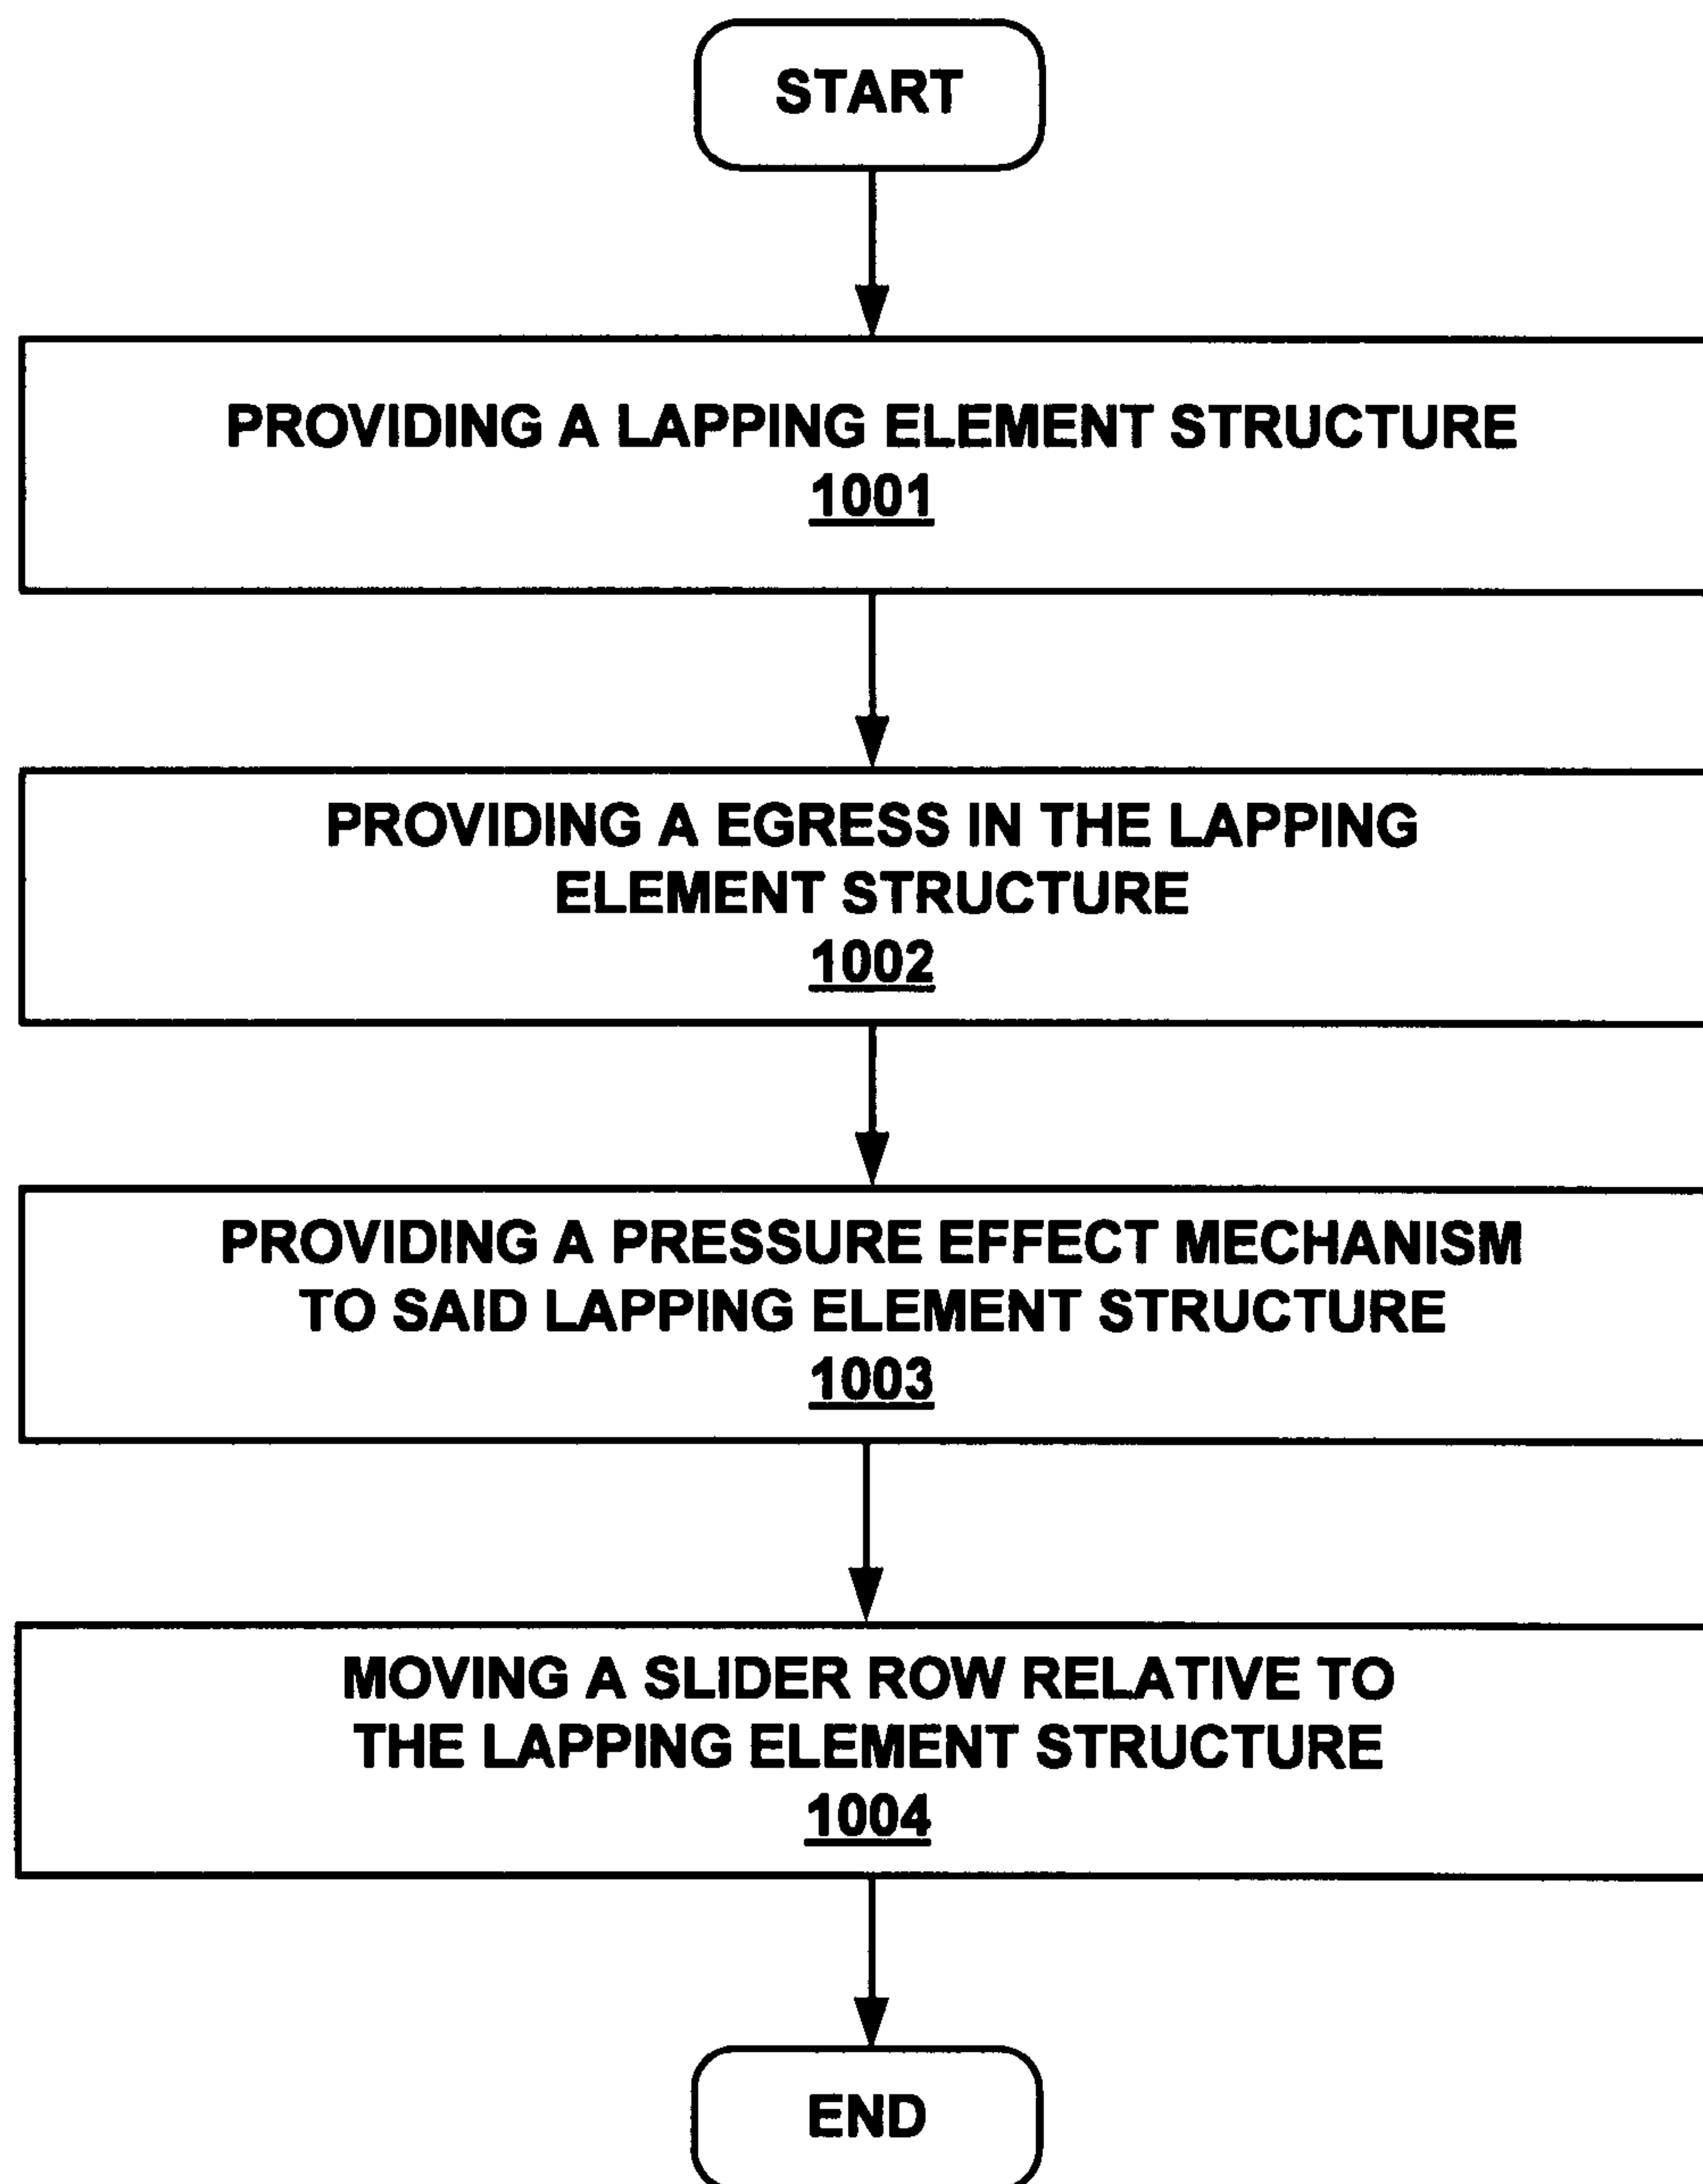 START
PROVIDING A LAPPING ELEMENT STRUCTURE
1001
PROVIDING A EGRESS IN THE LAPPING
ELEMENT STRUCTURE
1002
PROVIDING A PRESSURE EFFECT MECHANISM
TO SAID LAPPING ELEMENT STRUCTURE
1003
MOVING A SLIDER ROW RELATIVE TO
THE LAPPING ELEMENT STRUCTURE
1004
END